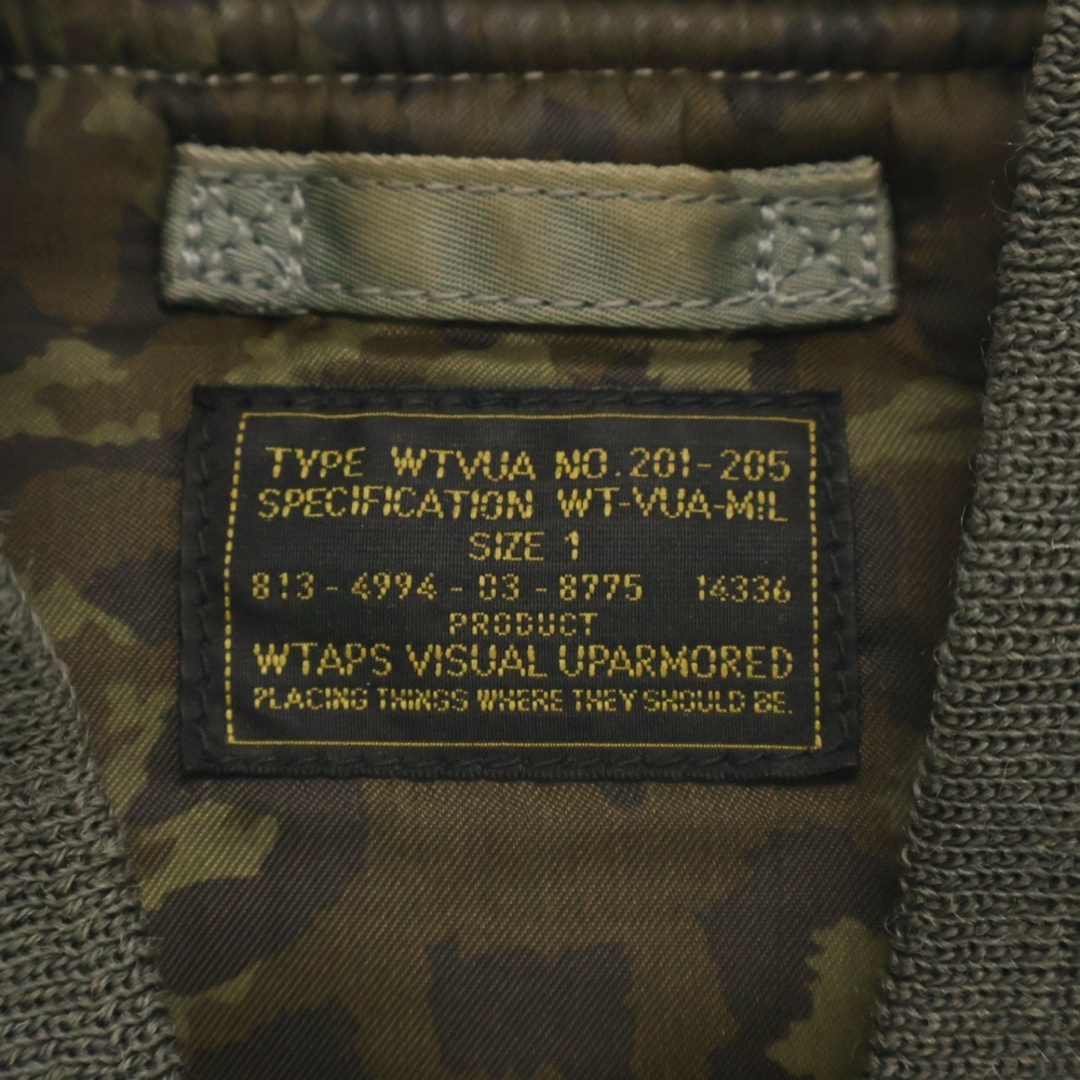 TYPE WTVUA NO.201-205
SPECIFICATION WT-VUA-MIL
SIZE 1
813-4994-03-8775 14336
PRODUCT
WTAPS VISUAL UPARMORED
PLACING THINGS WHERE THEY SHOULD BE.